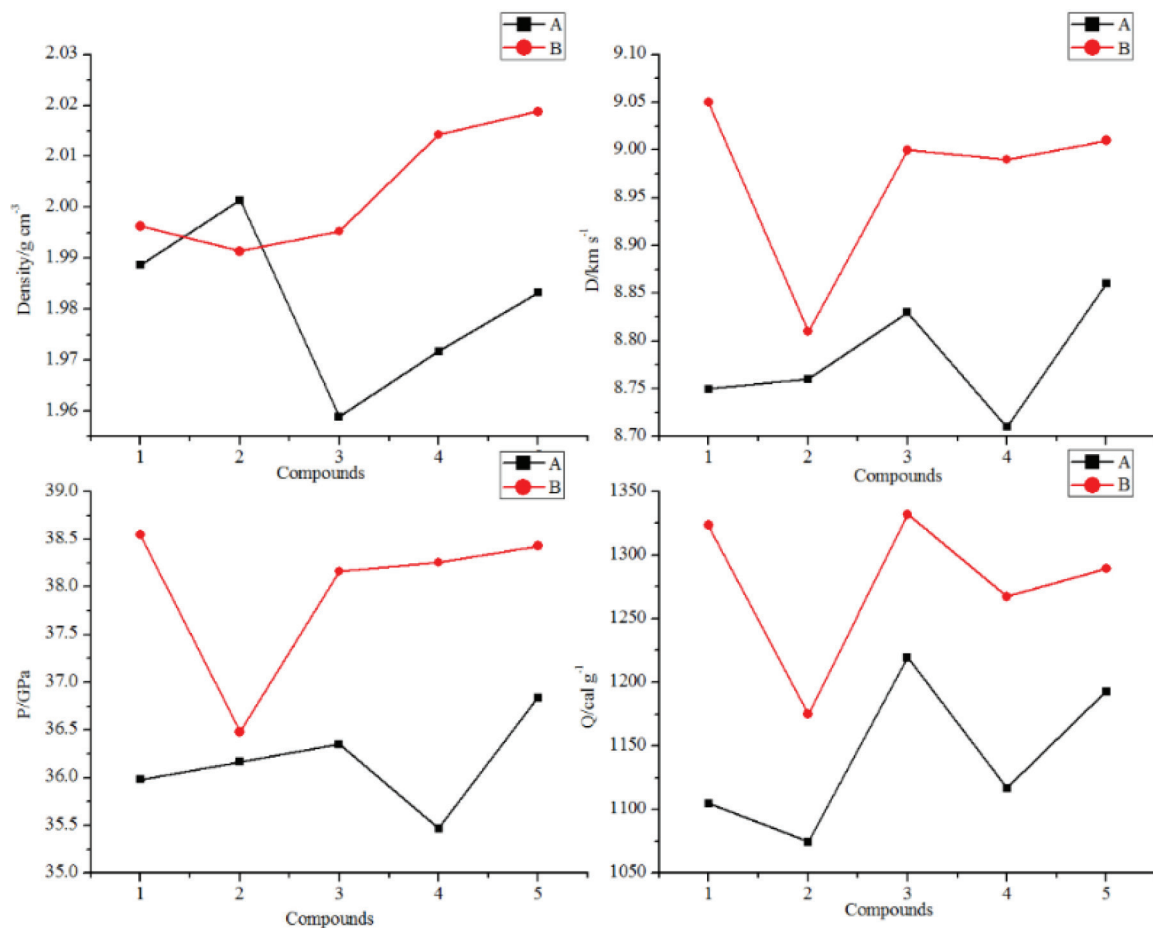 A
B
2.03
2.02
2.01
2.00
1.99
1.98
1.97
1.96
Density/g cm⁻³
1 2 3 4
Compounds
A
B
9.10
9.05
9.00
8.95
8.90
8.85
8.80
8.75
8.70
D/km s⁻¹
1 2 3 4 5
Compounds
A
B
39.0
38.5
38.0
37.5
37.0
36.5
36.0
35.5
35.0
P/GPa
1 2 3 4 5
Compounds
A
B
1350
1300
1250
1200
1150
1100
1050
Q/cal g⁻¹
1 2 3 4 5
Compounds